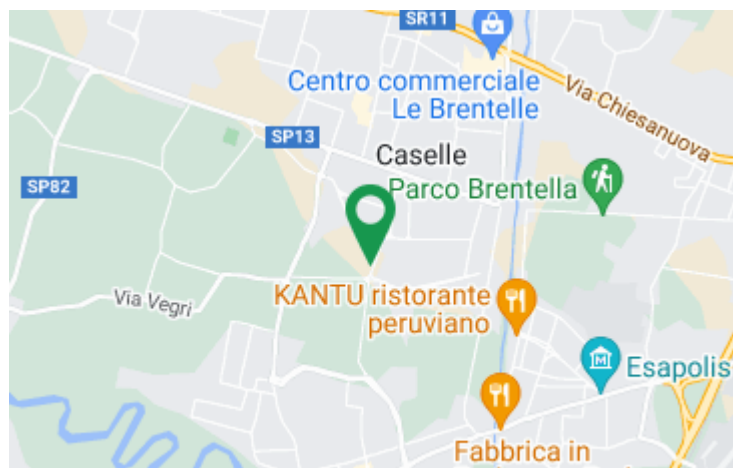 SR11
Centro commerciale
Le Brentelle
Via Chiesanuova
SP13
Caselle
SP82
Parco Brentella
KANTU ristorante
peruviano
Via Vegri
Esapolis
Fabbrica in